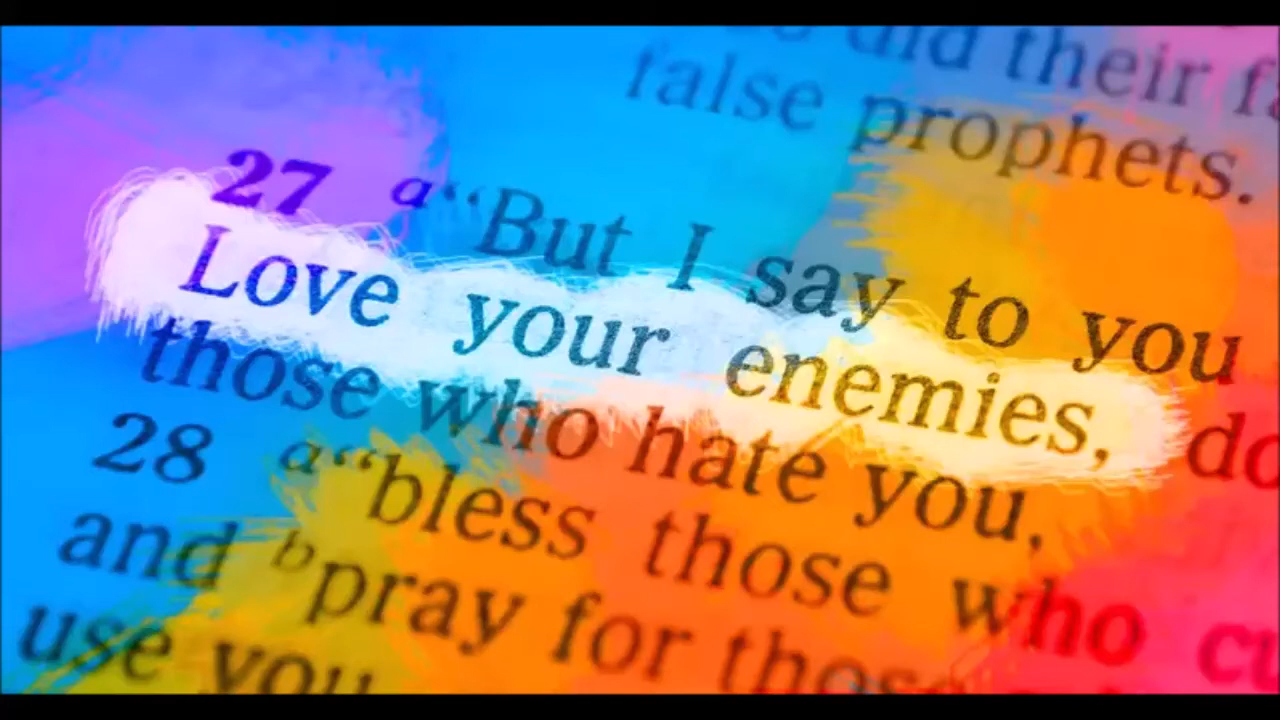 did their
false prophets.
27 a“But I say to you
Love your enemies, do
those who hate you,
28 a“bless those who
and bpray for those
use you